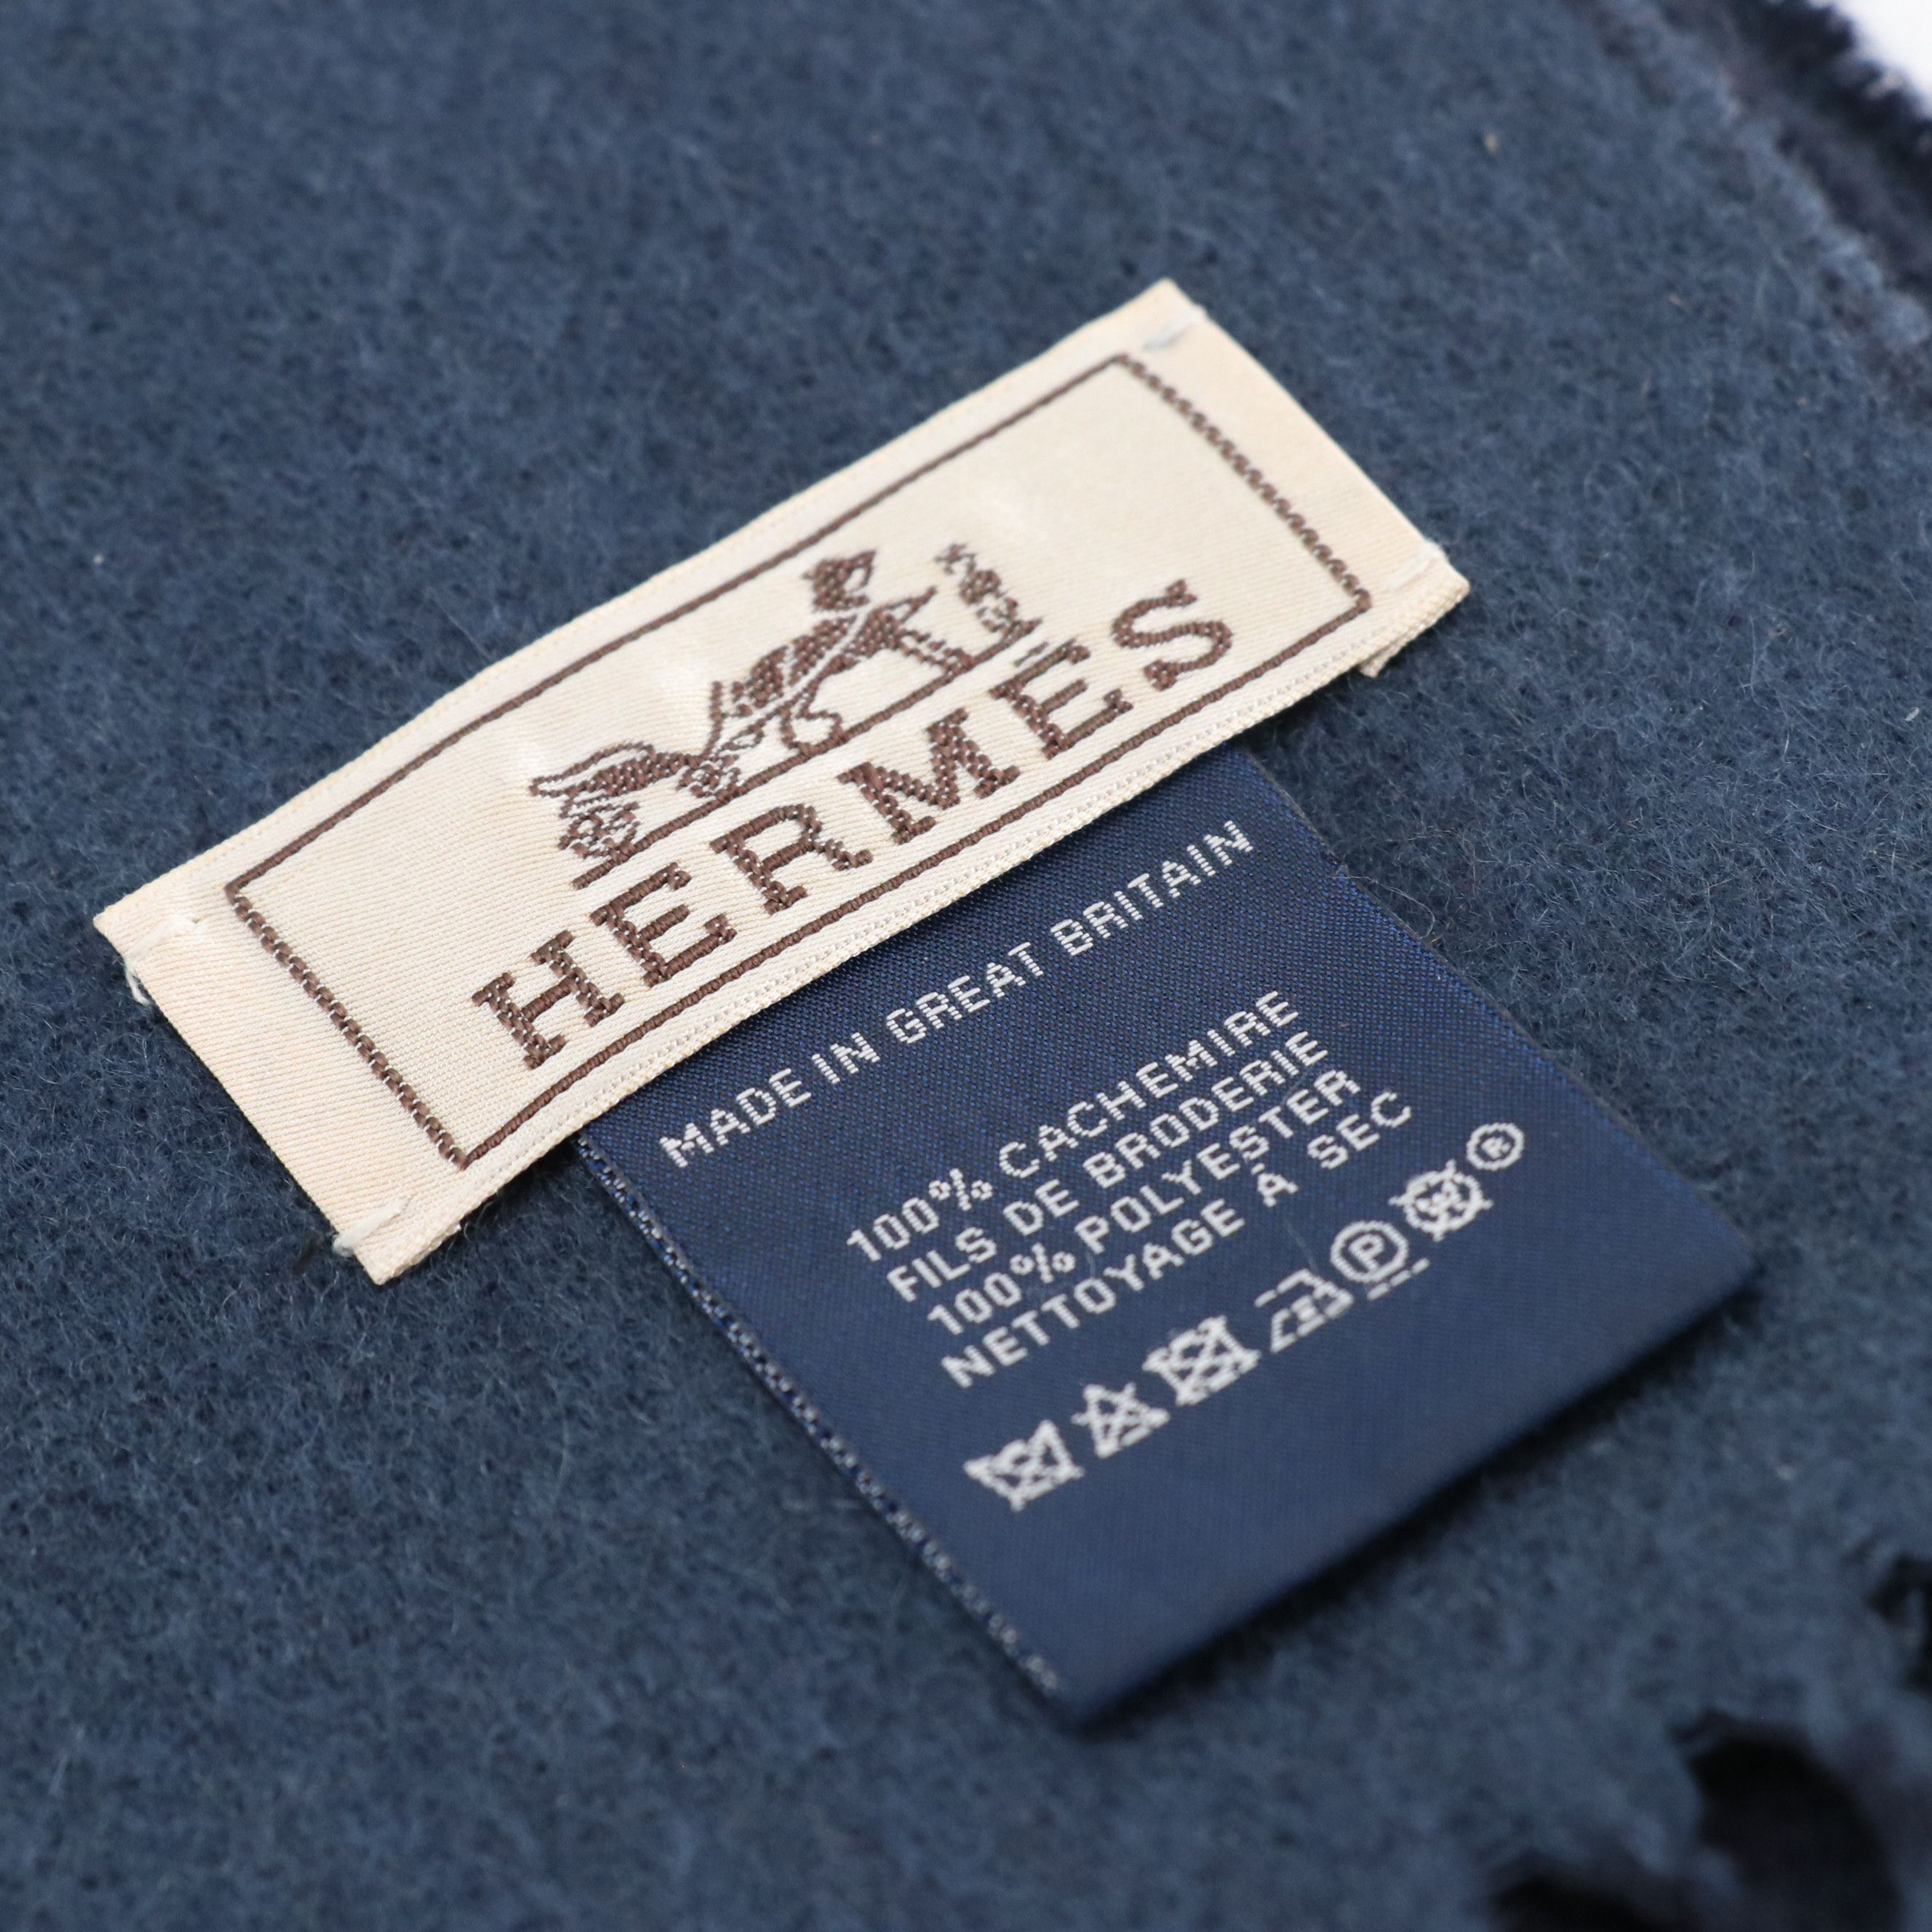 HERMÈS
MADE IN GREAT BRITAIN
100% CACHEMIRE
FILS DE BRODERIE
100% POLYESTER
NETTOYAGE À SEC
P W ®